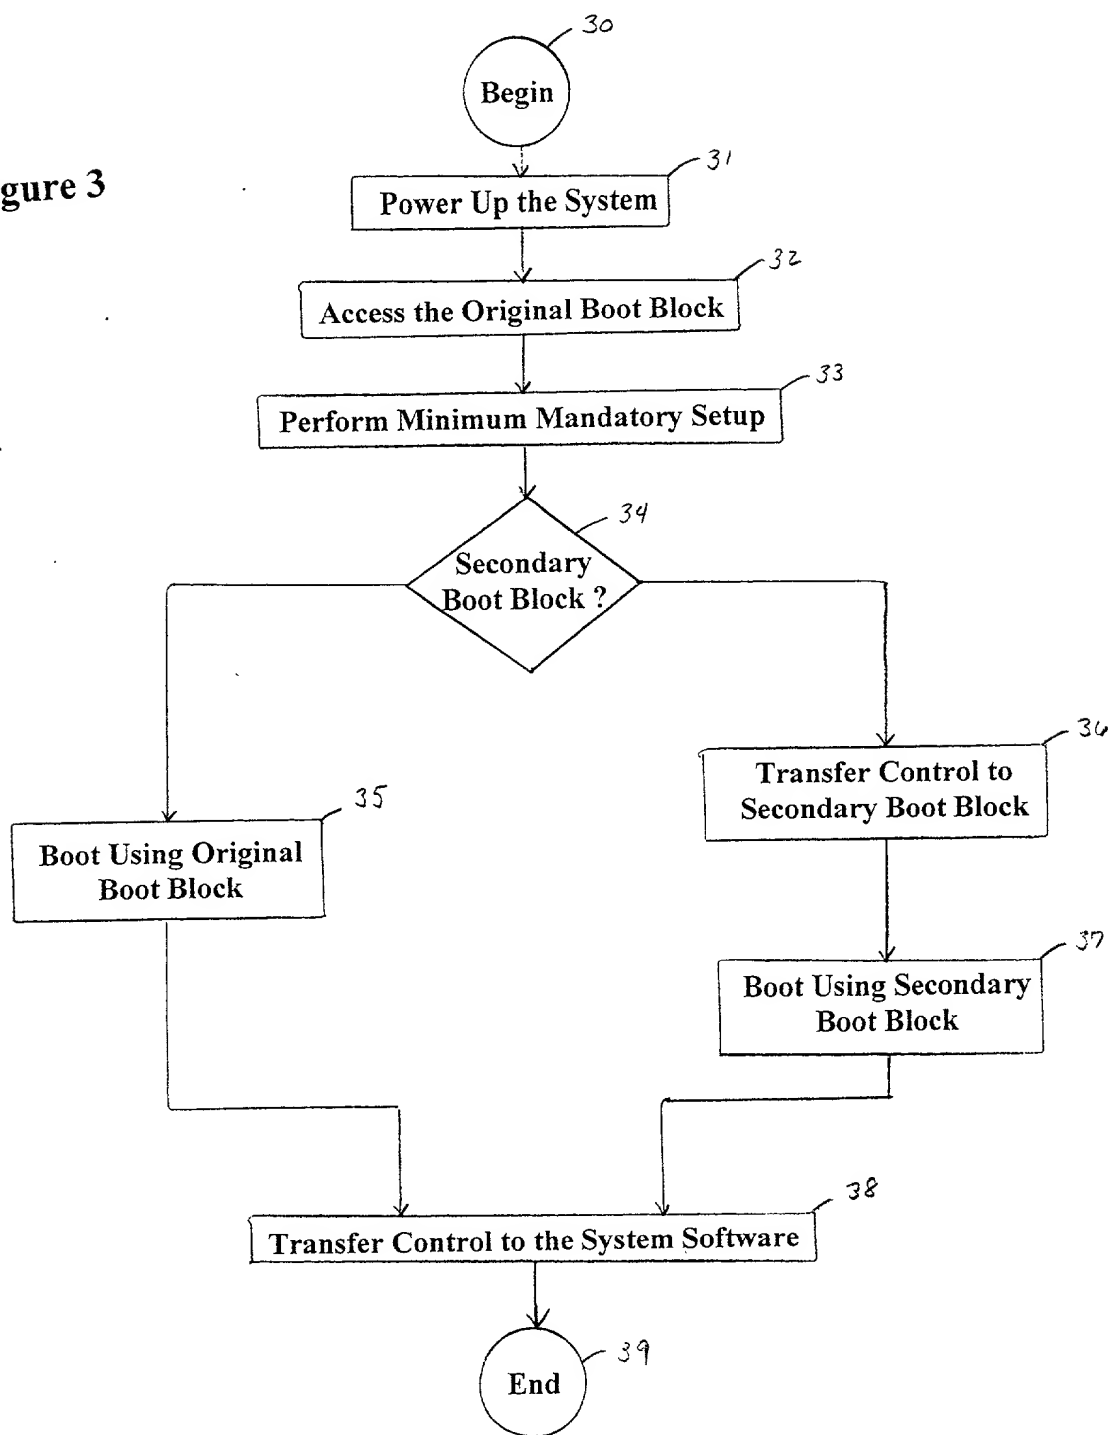 30
Begin
gure 3
31
Power Up the System
32
Access the Original Boot Block
33
Perform Minimum Mandatory Setup
34
Secondary
Boot Block ?
36
Transfer Control to
Secondary Boot Block
35
Boot Using Original
Boot Block
37
Boot Using Secondary
Boot Block
38
Transfer Control to the System Software
39
End